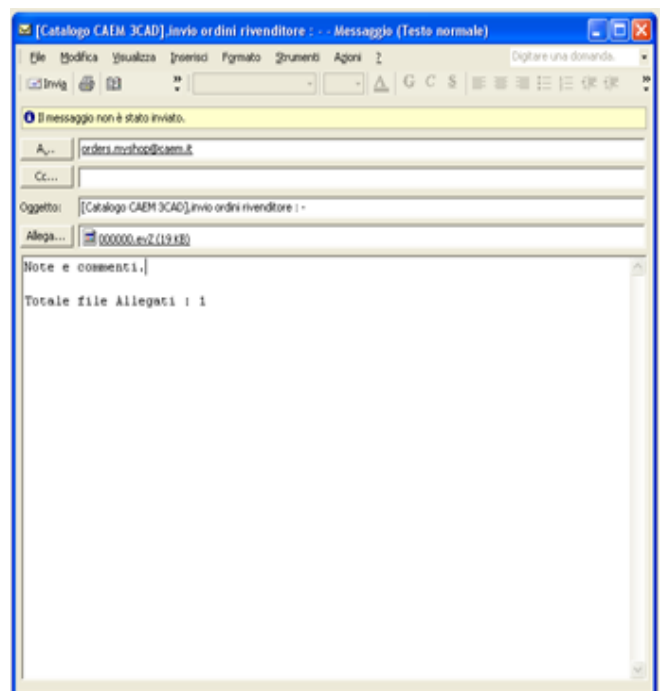 [Catalogo CAEM 3CAD],invio ordini rivenditore : - - Messaggio (Testo normale)
File Modifica Visualizza Inserisci Formato Strumenti Azioni ? Digitare una domanda.
Invia A G C S
Il messaggio non è stato inviato.
A... orders.myshop@caem.it
Cc...
Oggetto: [Catalogo CAEM 3CAD],invio ordini rivenditore : -
Allega... 000000.evZ (19 KB)
Note e commenti.
Totale file Allegati : 1